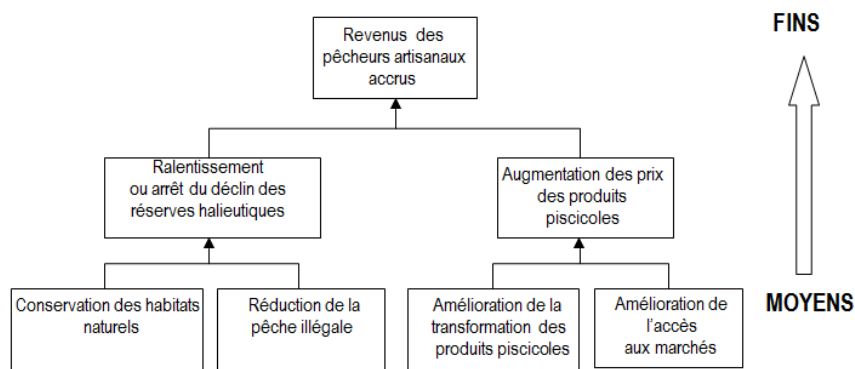 FINS
Revenus des
pêcheurs artisanaux
accrus
Ralentissement
ou arrêt du déclin des
réserves halieutiques
Augmentation des prix
des produits
piscicoles
Conservation des habitats
naturels
Réduction de la
pêche illégale
Amélioration de la
transformation des
produits piscicoles
Amélioration de
l'accès
aux marchés
MOYENS